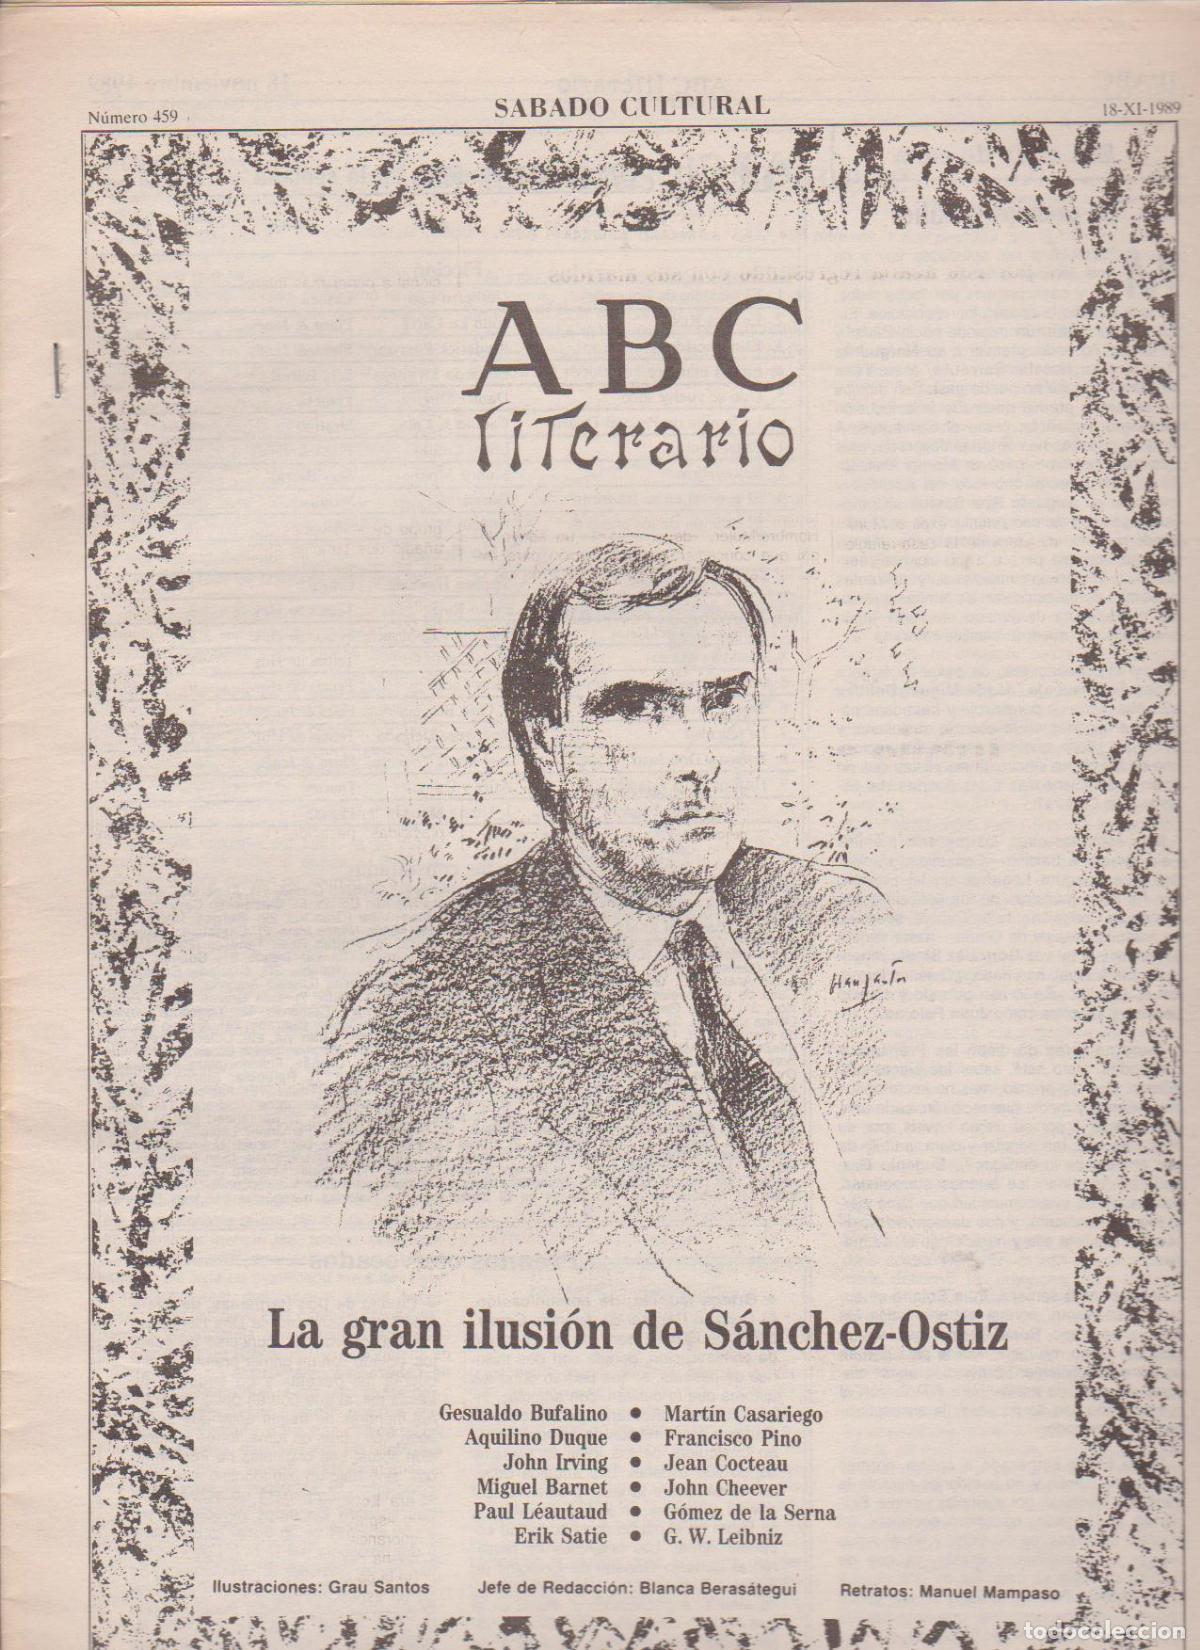 Número 459
SABADO CULTURAL
18-XI-1989
ABC
literario
La gran ilusión de Sánchez-Ostiz
Gesualdo Bufalino ● Martín Casariego
Aquilino Duque ● Francisco Pino
John Irving ● Jean Cocteau
Miguel Barnet ● John Cheever
Paul Léautaud ● Gómez de la Serna
Erik Satie ● G. W. Leibniz
Ilustraciones: Grau Santos Jefe de Redacción: Blanca Berasátegui Retratos: Manuel Mampaso
todocoleccion